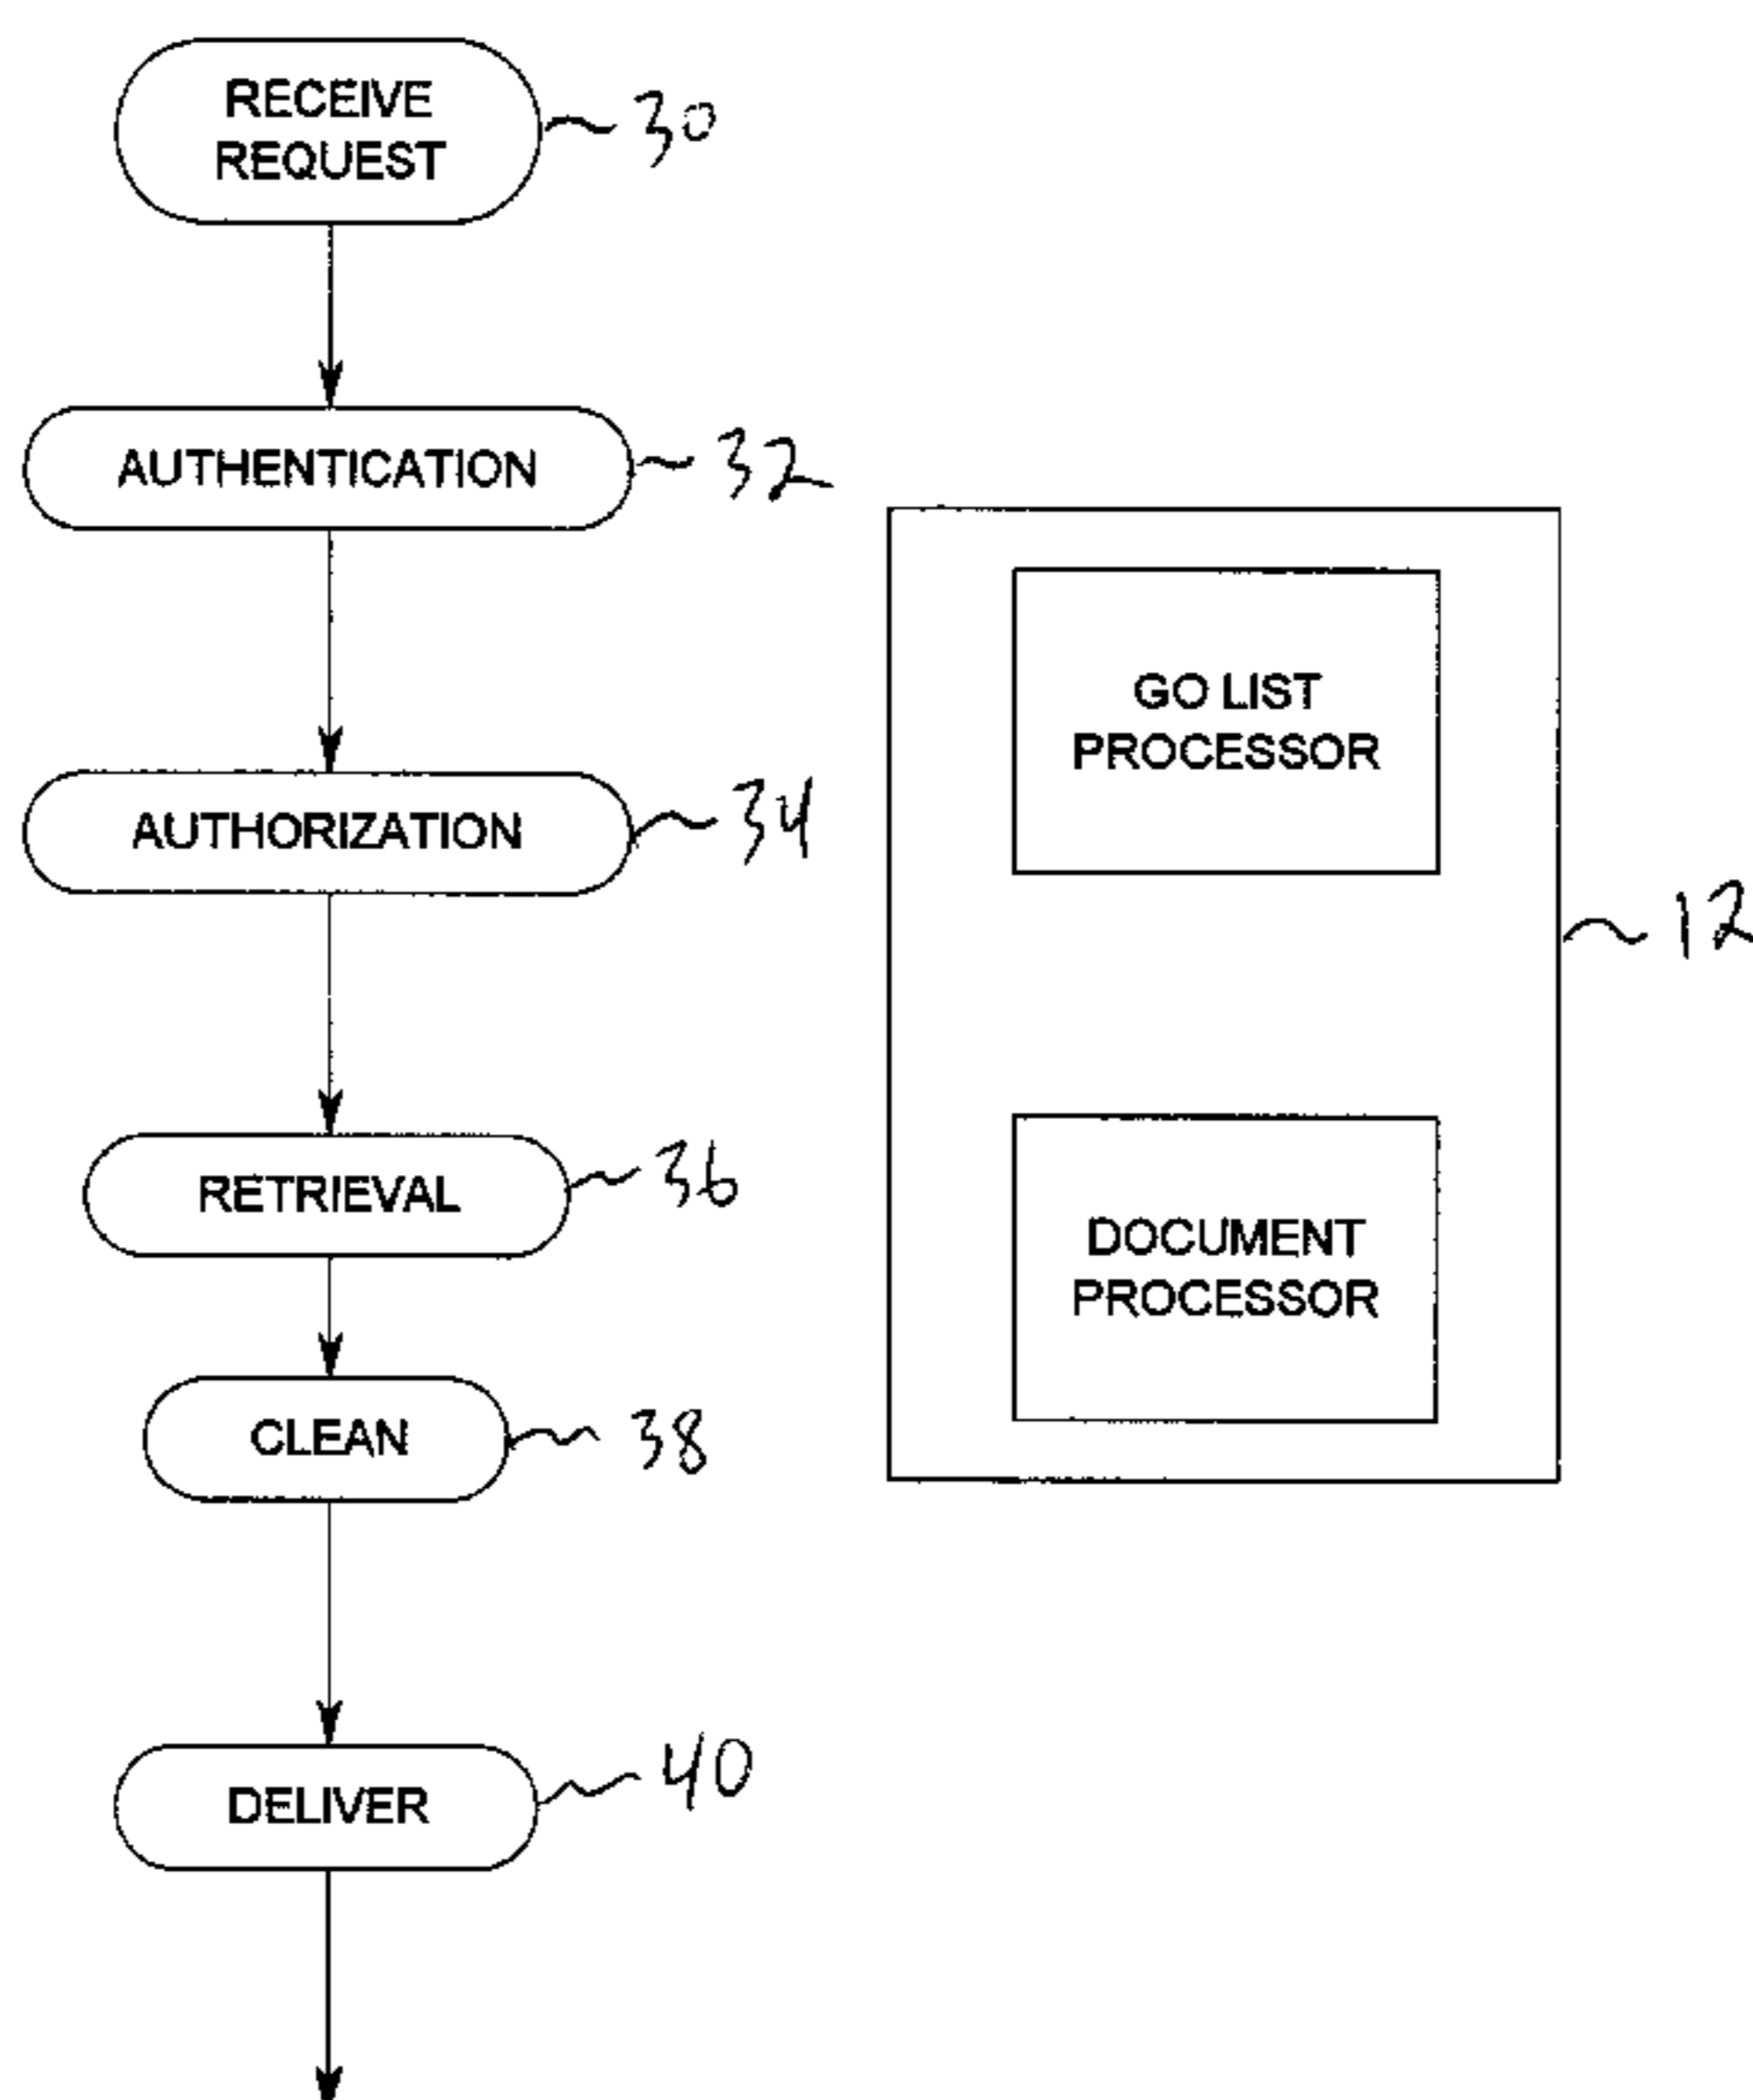 RECEIVE
REQUEST
30
AUTHENTICATION
32
AUTHORIZATION
34
RETRIEVAL
36
CLEAN
38
DELIVER
40
GO LIST
PROCESSOR
12
DOCUMENT
PROCESSOR